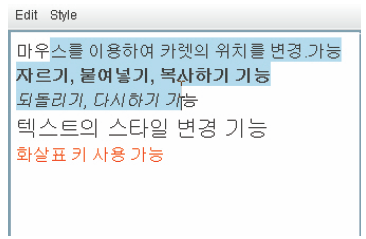 Edit Style
마우스를 이용하여 카렛의 위치를 변경.가능
자르기, 붙여넣기, 복사하기 기능
되돌리기, 다시하기 기능
텍스트의 스타일 변경 기능
화살표 키 사용 가능